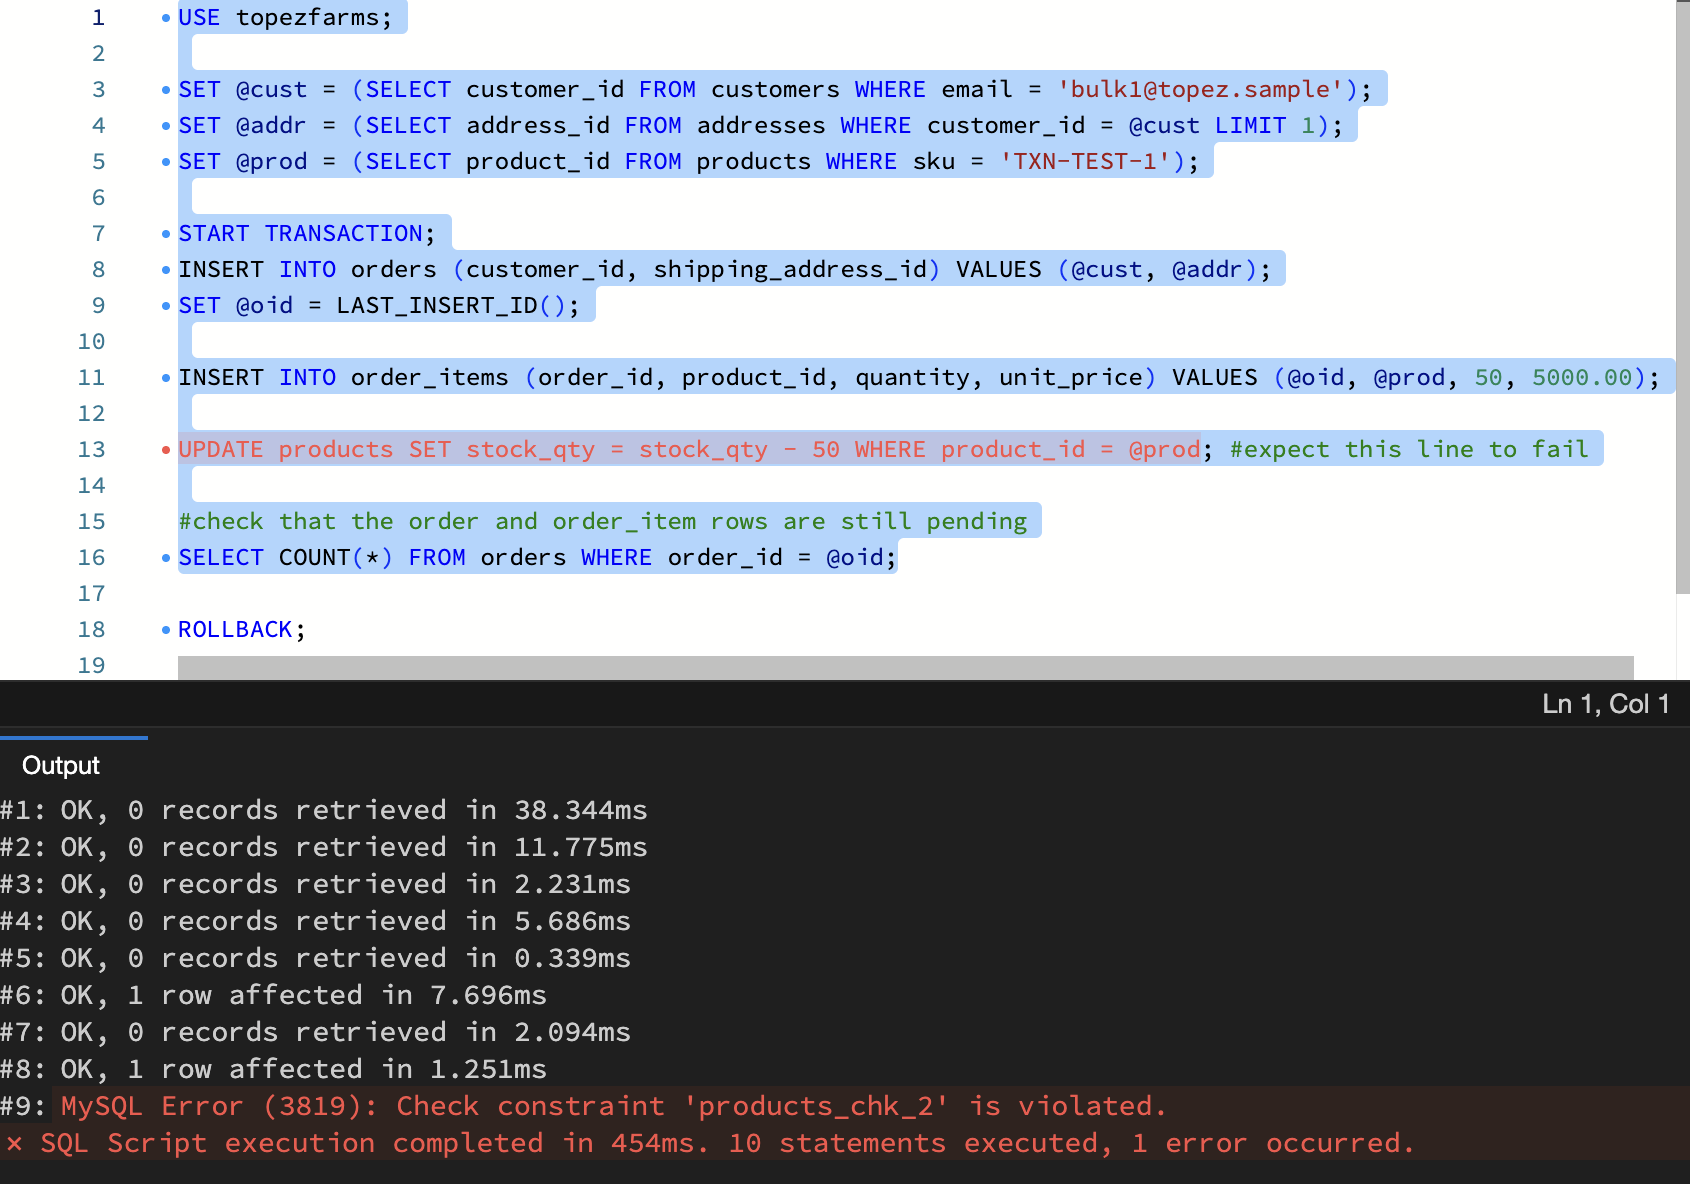 1 USE topezfarms;
2
3 SET @cust = (SELECT customer_id FROM customers WHERE email = 'bulk1@topez.sample');
4 SET @addr = (SELECT address_id FROM addresses WHERE customer_id = @cust LIMIT 1);
5 SET @prod = (SELECT product_id FROM products WHERE sku = 'TXN-TEST-1');
6
7 START TRANSACTION;
8 INSERT INTO orders (customer_id, shipping_address_id) VALUES (@cust, @addr);
9 SET @oid = LAST_INSERT_ID();
10
11 INSERT INTO order_items (order_id, product_id, quantity, unit_price) VALUES (@oid, @prod, 50, 5000.00);
12
13 UPDATE products SET stock_qty = stock_qty - 50 WHERE product_id = @prod; #expect this line to fail
14
15 #check that the order and order_item rows are still pending
16 SELECT COUNT(*) FROM orders WHERE order_id = @oid;
17
18 ROLLBACK;
19
Ln 1, Col 1
Output
#1: OK, 0 records retrieved in 38.344ms
#2: OK, 0 records retrieved in 11.775ms
#3: OK, 0 records retrieved in 2.231ms
#4: OK, 0 records retrieved in 5.686ms
#5: OK, 0 records retrieved in 0.339ms
#6: OK, 1 row affected in 7.696ms
#7: OK, 0 records retrieved in 2.094ms
#8: OK, 1 row affected in 1.251ms
#9: MySQL Error (3819): Check constraint 'products_chk_2' is violated.
× SQL Script execution completed in 454ms. 10 statements executed, 1 error occurred.